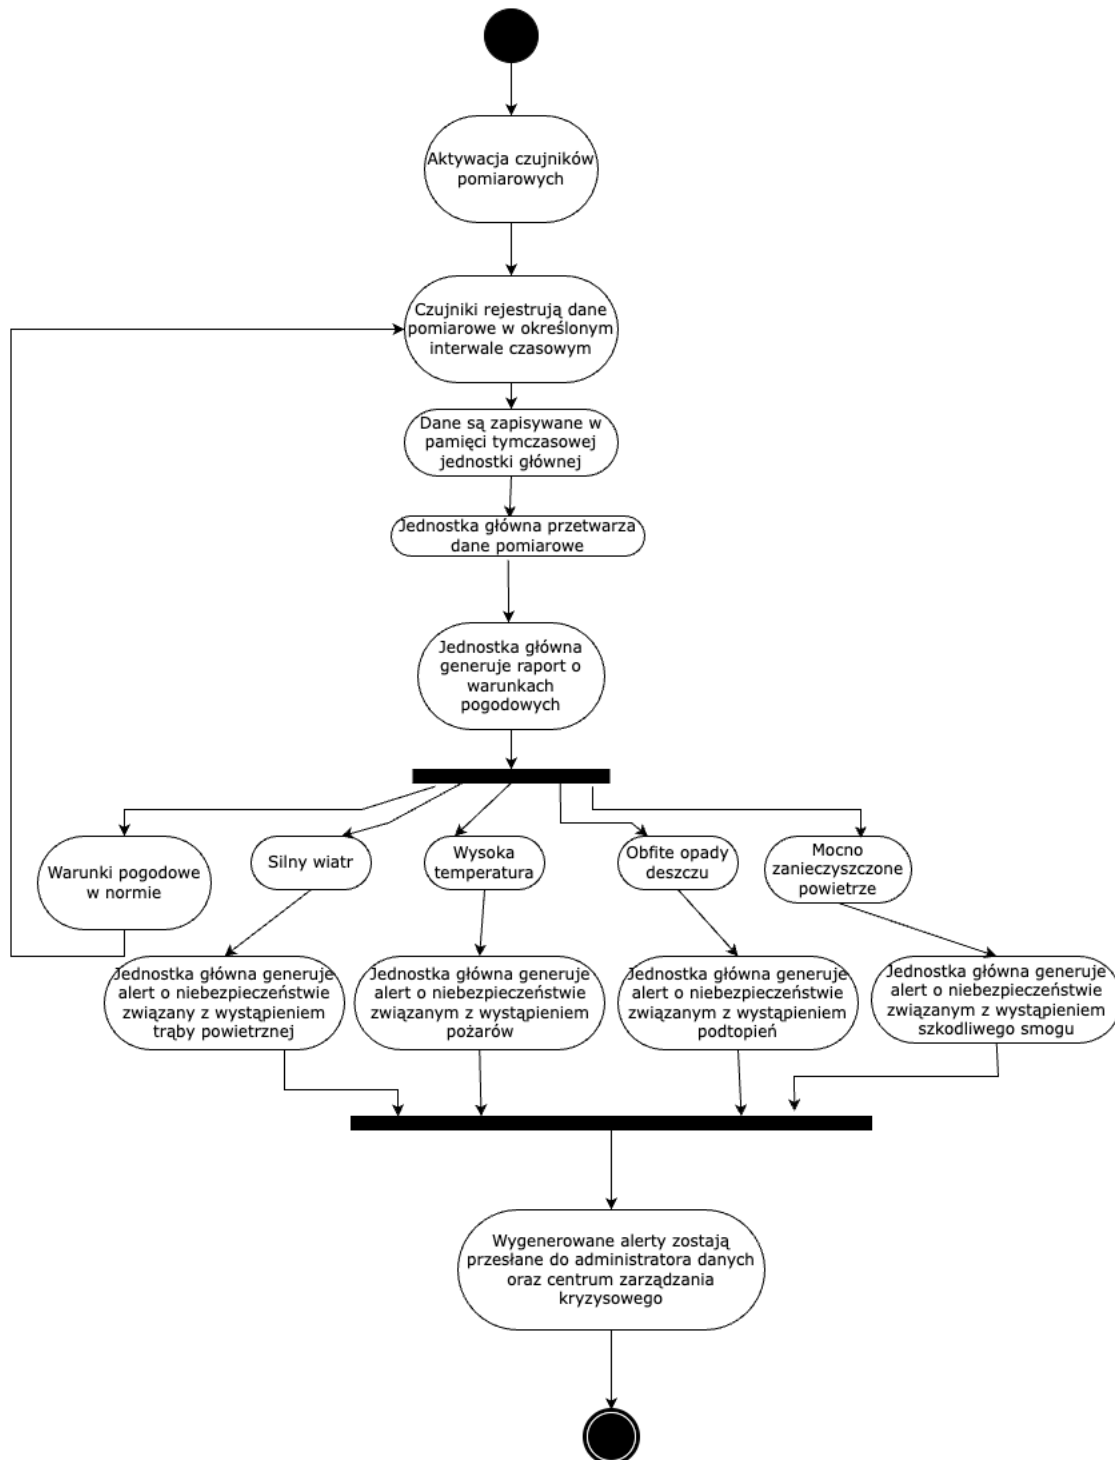 Aktywacja czujników
pomiarowych
Czujniki rejestrują dane
pomiarowe w określonym
interwale czasowym
Dane są zapisywane w
pamięci tymczasowej
jednostki głównej
Jednostka główna przetwarza
dane pomiarowe
Jednostka główna
generuje raport o
warunkach
pogodowych
Warunki pogodowe
w normie
Silny wiatr
Wysoka
temperatura
Obfite opady
deszczu
Mocno
zanieczyszczone
powietrze
Jednostka główna generuje
alert o niebezpieczeństwie
związany z wystąpieniem
trąby powietrznej
Jednostka główna generuje
alert o niebezpieczeństwie
związanym z wystąpieniem
pożarów
Jednostka główna generuje
alert o niebezpieczeństwie
związanym z wystąpieniem
podtopień
Jednostka główna generuje
alert o niebezpieczeństwie
związanym z wystąpieniem
szkodliwego smogu
Wygenerowane alerty zostają
przesłane do administratora danych
oraz centrum zarządzania
kryzysowego